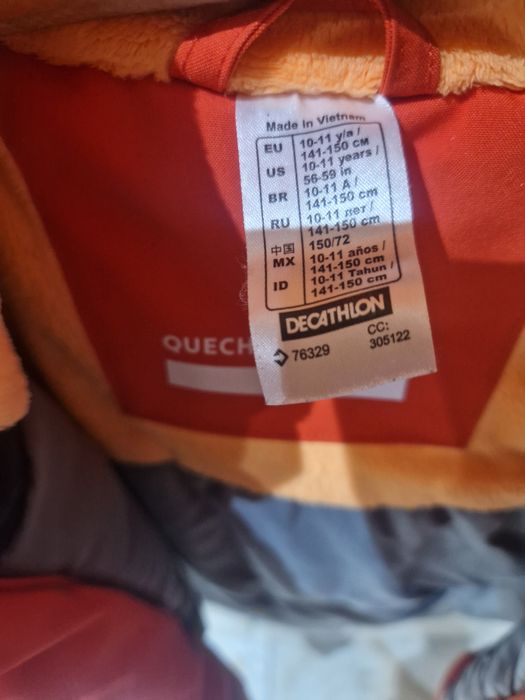 Made in Vietnam
EU 10-11 y/a /
141-150 CM
US 10-11 years /
56-59 in
BR 10-11 A /
141-150 cm
RU 10-11 лет /
141-150 cm
中国 150/72
MX 10-11 años /
141-150 cm
ID 10-11 Tahun /
141-150 cm
DECATHLON
76329
CC:
305122
QUECH